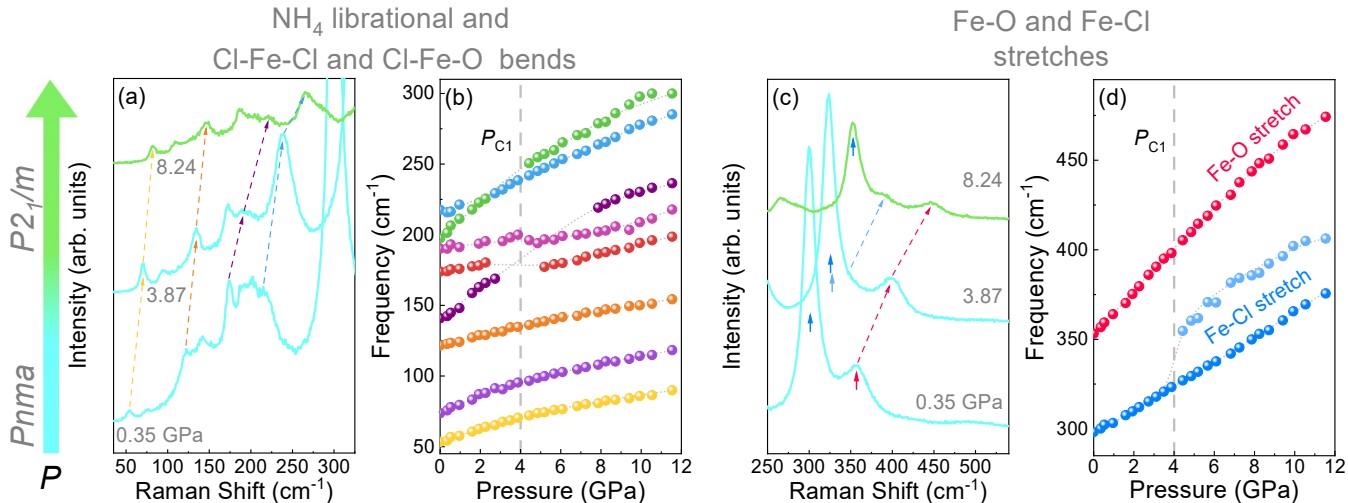 NH₄ librational and
Cl-Fe-Cl and Cl-Fe-O bends
Fe-O and Fe-Cl
stretches
P2₁/m
Pnma
P
(a)
8.24
3.87
0.35 GPa
Intensity (arb. units)
50 100 150 200 250 300
Raman Shift (cm⁻¹)
(b)
P_C1
Frequency (cm⁻¹)
300
250
200
150
100
50
0 2 4 6 8 10 12
Pressure (GPa)
(c)
8.24
3.87
0.35 GPa
Intensity (arb. units)
250 300 350 400 450 500
Raman Shift (cm⁻¹)
(d)
P_C1
Fe-O stretch
Fe-Cl stretch
Frequency (cm⁻¹)
450
400
350
300
0 2 4 6 8 10 12
Pressure (GPa)